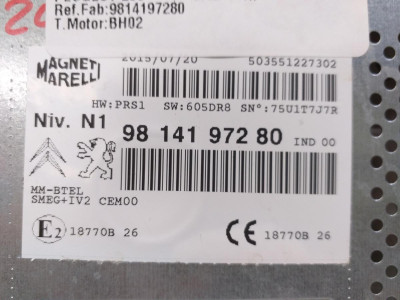 Ref.Fab:9814197280
T.Motor:BH02
MAGNETI
MARELLI
2015/07/20
503551227302
HW:PRS1 SW:605DR8 SN°:75U1T7J7R
Niv. N1
98 141 972 80 IND 00
MM-BTEL
SMEG+IV2 CEM00
E2 18770B 26
CE 18770B 26